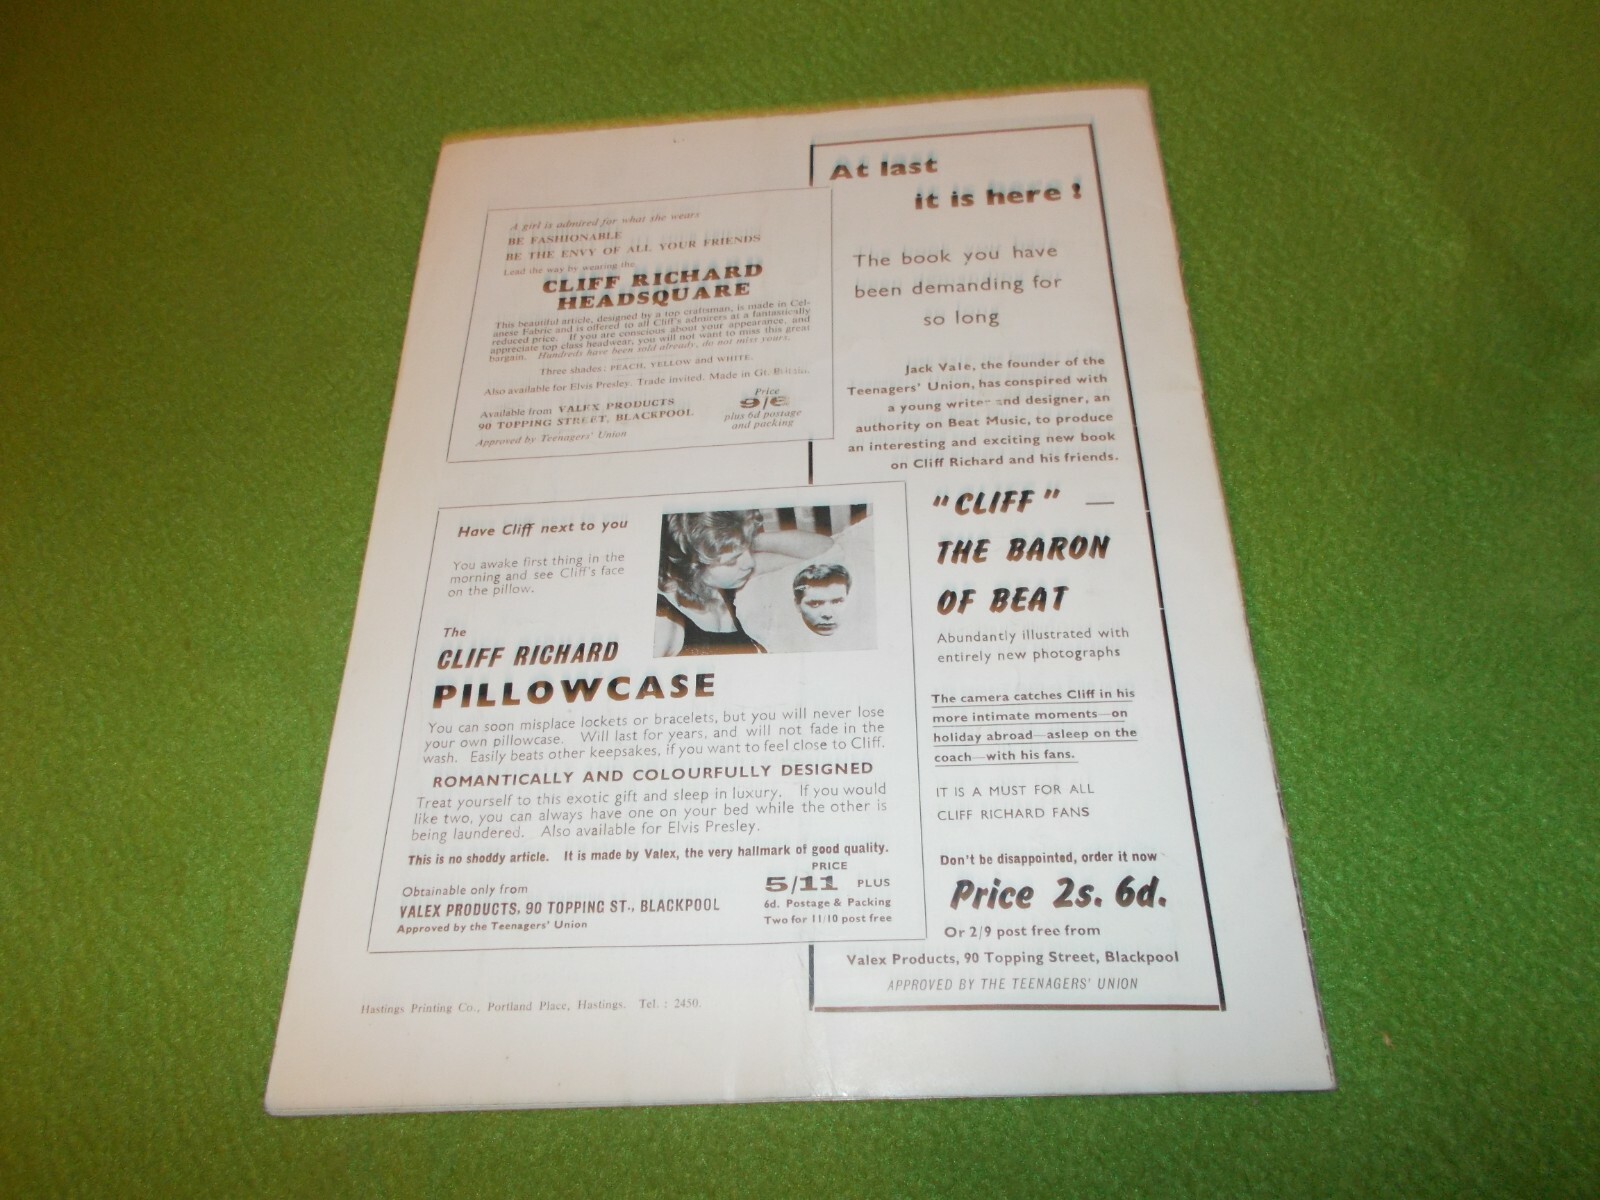 A girl is admired for what she wears
BE FASHIONABLE
BE THE ENVY OF ALL YOUR FRIENDS
Lead the way by wearing the
CLIFF RICHARD
HEADSQUARE
This beautiful article, designed by a top craftsman, is made in Cel-
anese Fabric and is offered to all Cliff's admirers at a fantastically
reduced price. If you are conscious about your appearance, and
appreciate top class headwear, you will not want to miss this great
bargain. Hundreds have been sold already, do not miss yours.
Three shades: PEACH, YELLOW and WHITE.
Also available for Elvis Presley. Trade invited. Made in Gt. Britain.
Available from VALEX PRODUCTS
90 TOPPING STREET, BLACKPOOL
Approved by Teenagers' Union
Price
9/6
plus 6d postage
and packing
Have Cliff next to you
You awake first thing in the
morning and see Cliff's face
on the pillow.
The
CLIFF RICHARD
PILLOWCASE
You can soon misplace lockets or bracelets, but you will never lose
your own pillowcase. Will last for years, and will not fade in the
wash. Easily beats other keepsakes, if you want to feel close to Cliff.
ROMANTICALLY AND COLOURFULLY DESIGNED
Treat yourself to this exotic gift and sleep in luxury. If you would
like two, you can always have one on your bed while the other is
being laundered. Also available for Elvis Presley.
This is no shoddy article. It is made by Valex, the very hallmark of good quality.
Obtainable only from
VALEX PRODUCTS, 90 TOPPING ST., BLACKPOOL
Approved by the Teenagers' Union
PRICE
5/11 PLUS
6d. Postage & Packing
Two for 11/10 post free
Hastings Printing Co., Portland Place, Hastings. Tel. : 2450.
At last
it is here !
The book you have
been demanding for
so long
Jack Vale, the founder of the
Teenagers' Union, has conspired with
a young writer and designer, an
authority on Beat Music, to produce
an interesting and exciting new book
on Cliff Richard and his friends.
"CLIFF" —
THE BARON
OF BEAT
Abundantly illustrated with
entirely new photographs
The camera catches Cliff in his
more intimate moments—on
holiday abroad—asleep on the
coach—with his fans.
IT IS A MUST FOR ALL
CLIFF RICHARD FANS
Don't be disappointed, order it now
Price 2s. 6d.
Or 2/9 post free from
Valex Products, 90 Topping Street, Blackpool
APPROVED BY THE TEENAGERS' UNION